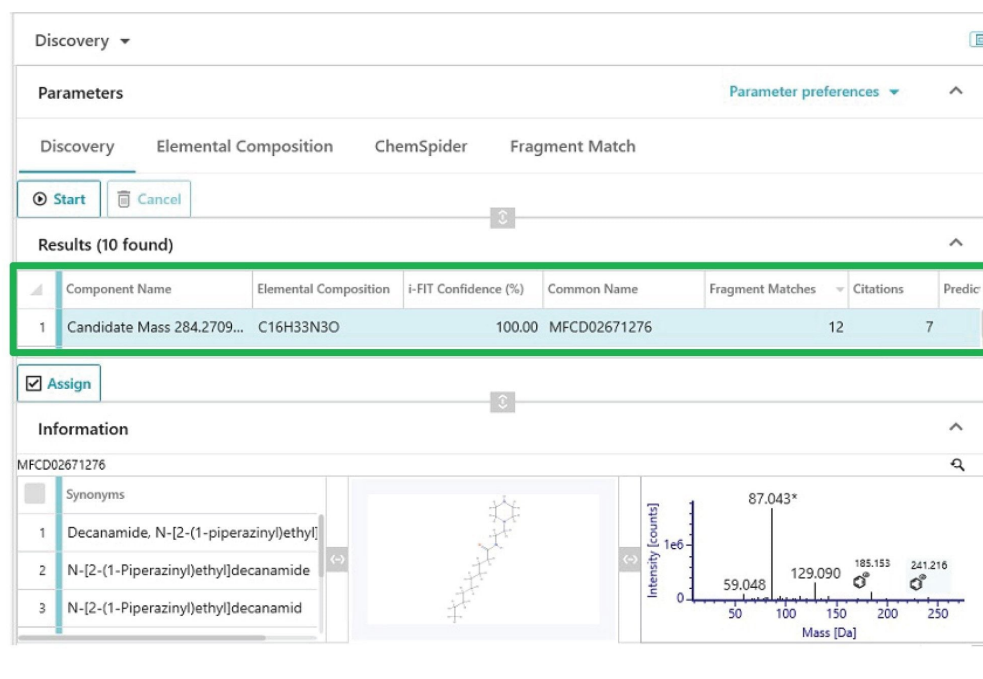 Discovery
Parameters
Parameter preferences
Discovery Elemental Composition ChemSpider Fragment Match
Start Cancel
Results (10 found)
Component Name Elemental Composition i-FIT Confidence (%) Common Name Fragment Matches Citations Predic
1 Candidate Mass 284.2709... C16H33N3O 100.00 MFCD02671276 12 7
Assign
Information
MFCD02671276
Synonyms
1 Decanamide, N-[2-(1-piperazinyl)ethyl]
2 N-[2-(1-Piperazinyl)ethyl]decanamide
3 N-[2-(1-Piperazinyl)ethyl]decanamid
Intensity [counts]
1e6
0
87.043*
59.048
129.090
185.153
241.216
50 100 150 200 250
Mass [Da]